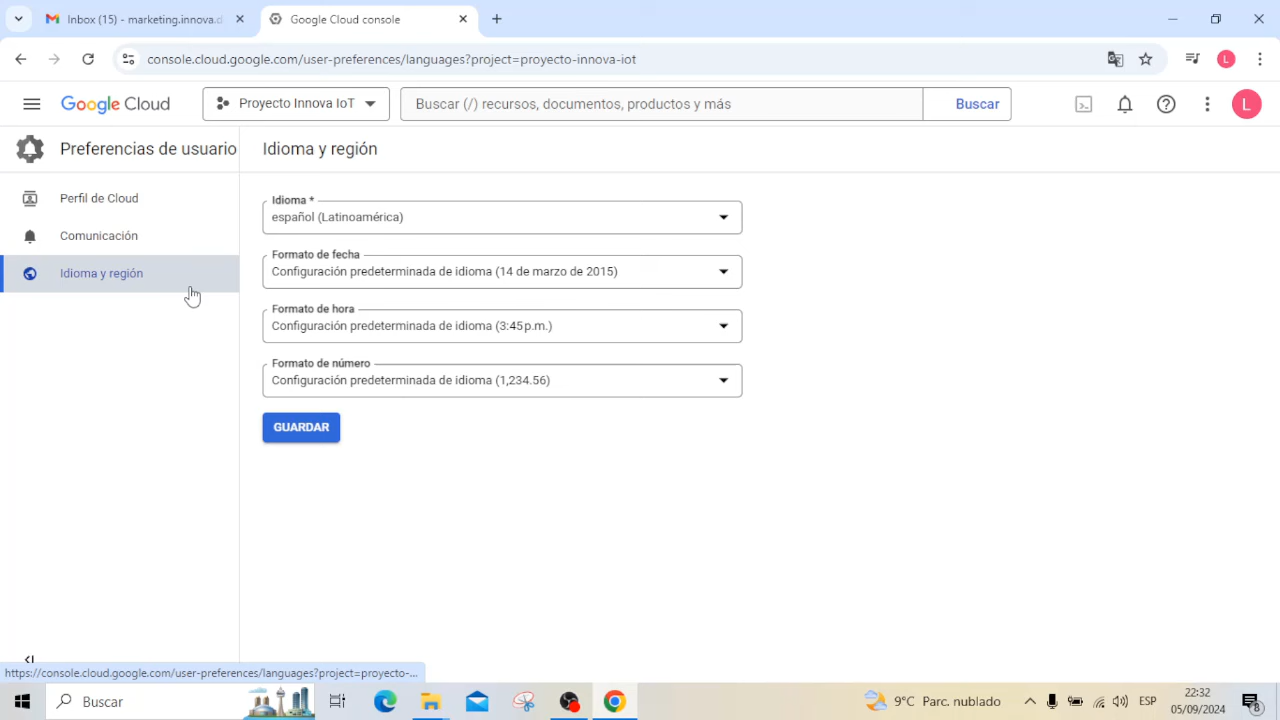 Inbox (15) - marketing.innova.d
Google Cloud console
console.cloud.google.com/user-preferences/languages?project=proyecto-innova-iot
L
Google Cloud
Proyecto Innova IoT
Buscar (/) recursos, documentos, productos y más
Buscar
L
Preferencias de usuario
Idioma y región
Perfil de Cloud
Comunicación
Idioma y región
Idioma *
español (Latinoamérica)
Formato de fecha
Configuración predeterminada de idioma (14 de marzo de 2015)
Formato de hora
Configuración predeterminada de idioma (3:45 p.m.)
Formato de número
Configuración predeterminada de idioma (1,234.56)
GUARDAR
https://console.cloud.google.com/user-preferences/languages?project=proyecto-...
Buscar
9°C Parc. nublado
ESP
22:32
05/09/2024
8